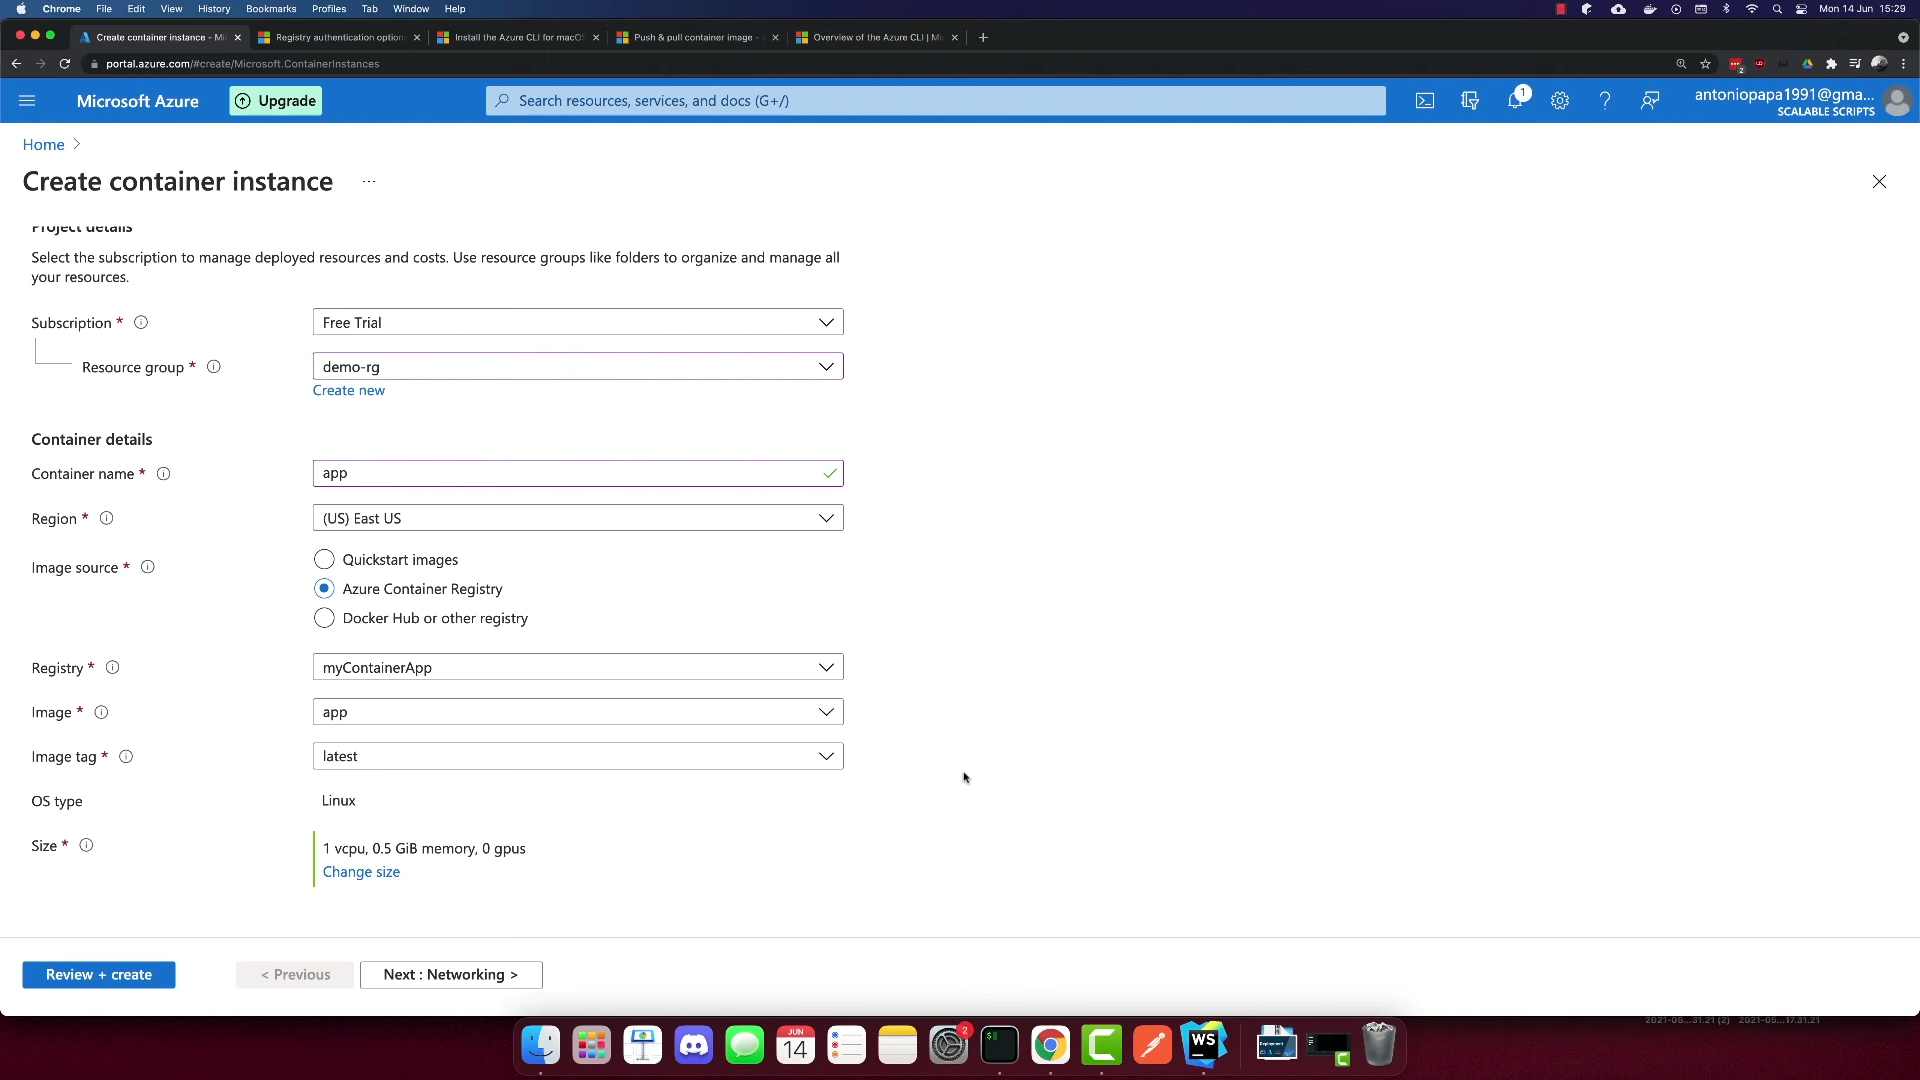 Chrome File Edit View History Bookmarks Profiles Tab Window Help Mon 14 Jun 15:29
Create container instance - Mi Registry authentication option Install the Azure CLI for macOS Push & pull container image - A Overview of the Azure CLI | Mi
portal.azure.com/#create/Microsoft.ContainerInstances
2
Microsoft Azure Upgrade Search resources, services, and docs (G+/) 1 antoniopapa1991@gma...
SCALABLE SCRIPTS
Home >
Create container instance ...
Project details
Select the subscription to manage deployed resources and costs. Use resource groups like folders to organize and manage all
your resources.
Subscription * Free Trial
Resource group * demo-rg
Create new
Container details
Container name * app
Region * (US) East US
Quickstart images
Image source *
Azure Container Registry
Docker Hub or other registry
Registry * myContainerApp
Image * app
Image tag * latest
OS type Linux
Size * 1 vcpu, 0.5 GiB memory, 0 gpus
Change size
Review + create < Previous Next : Networking >
2021-05...31.21 (2) 2021-05...17.31.21
JUN
14
2
WS